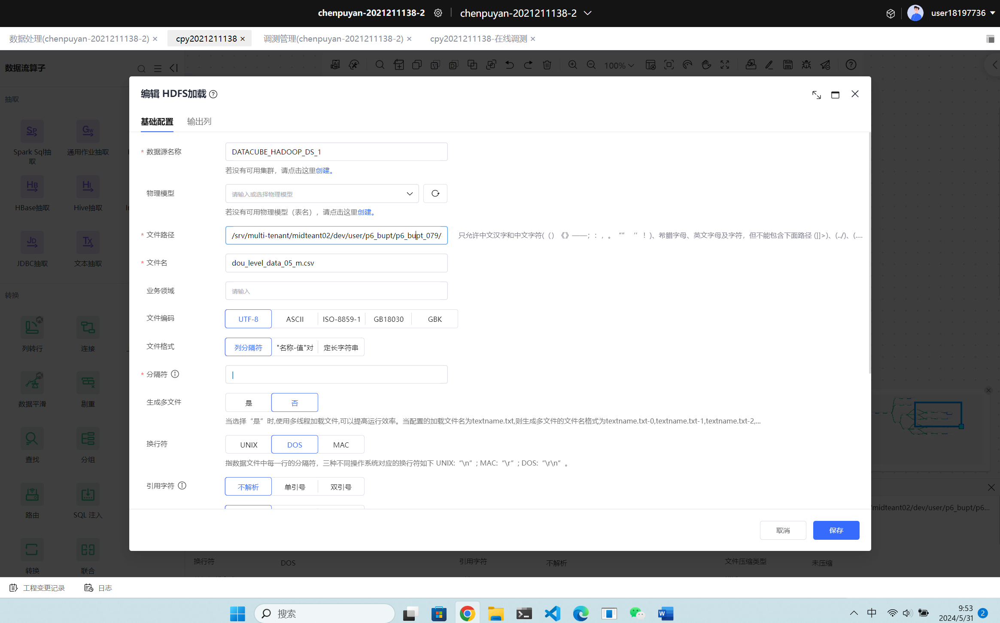 chenpuyan-2021211138-2 chenpuyan-2021211138-2 user18197736
数据处理(chenpuyan-2021211138-2) × cpy2021211138 × 调测管理(chenpuyan-2021211138-2) × cpy2021211138-在线调测 ×
数据流算子 100%
抽取
Spark Sql抽取
通用作业抽取
HBase抽取
Hive抽取
JDBC抽取
文本抽取
转换
列转行
连接
数据平滑
剔重
查找
分组
路由
SQL 注入
转换
联合
编辑 HDFS加载
基础配置 输出列
* 数据源名称 DATACUBE_HADOOP_DS_1
若没有可用集群，请点击这里创建。
物理模型 请输入或选择物理模型
若没有可用物理模型（表名），请点击这里创建。
* 文件路径 /srv/multi-tenant/midteant02/dev/user/p6_bupt/p6_bupt_079/ 只允许中文汉字和中文字符(（）《》——；：，。“” ‘’！)、希腊字母、英文字母及字符，但不能包含下面路径 (]]>)、(../)、(....
* 文件名 dou_level_data_05_m.csv
业务领域 请输入
文件编码 UTF-8 ASCII ISO-8859-1 GB18030 GBK
文件格式 列分隔符 "名称-值"对 定长字符串
* 分隔符 |
生成多文件 是 否
当选择“是”时,使用多线程加载文件,可以提高运行效率。当配置的加载文件名为textname.txt,则生成多文件的文件名格式为textname.txt-0,textname.txt-1,textname.txt-2,...
换行符 UNIX DOS MAC
指数据文件中每一行的分隔符，三种不同操作系统对应的换行符如下 UNIX:“\n”; MAC:“\r”; DOS:“\r\n”。
引用字符 不解析 单引号 双引号
/midteant02/dev/user/p6_bupt/p6...
取消 保存
换行符 DOS 引用字符 不解析 文件压缩类型 未压缩
工程变更记录 日志
搜索 中 9:53
2024/5/31 2